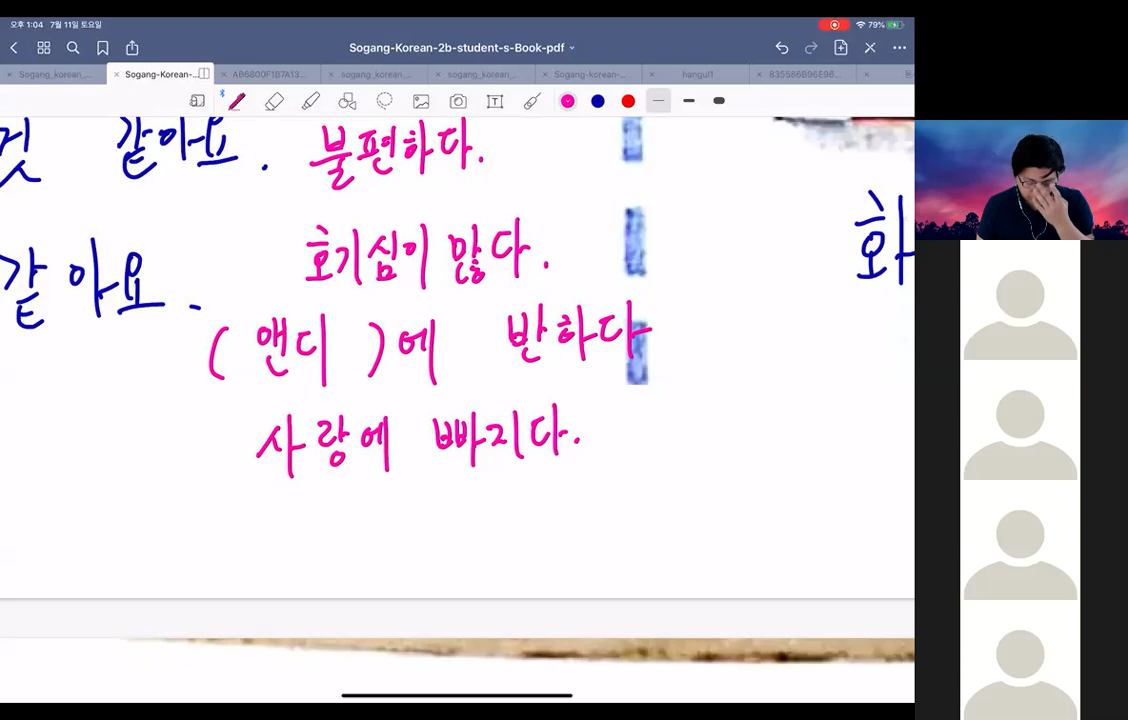 오후 1:04 7월 11일 토요일
79%
Sogang-Korean-2b-student-s-Book-pdf
Sogang_korean_...
Sogang-Korean-...
AB6800F1B7A13...
sogang_korean_...
sogang_korean_...
Sogang-korean-...
hangul1
835586B96E96...
것 같아요. 불편하다.
호기심이 많다.
같아요.
화
(앤디)에 반하다
사랑에 빠지다.